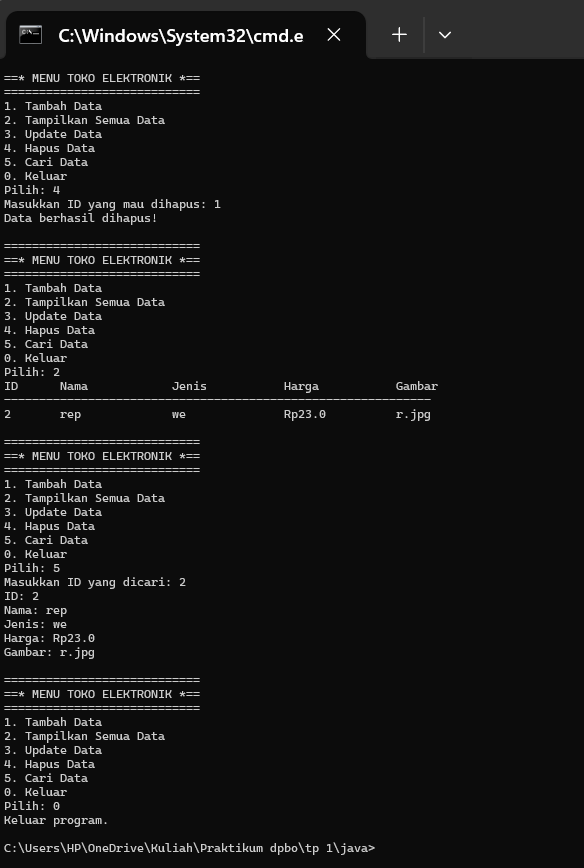 C:\Windows\System32\cmd.e
==* MENU TOKO ELEKTRONIK *==
============================
1. Tambah Data
2. Tampilkan Semua Data
3. Update Data
4. Hapus Data
5. Cari Data
0. Keluar
Pilih: 4
Masukkan ID yang mau dihapus: 1
Data berhasil dihapus!
============================
==* MENU TOKO ELEKTRONIK *==
============================
1. Tambah Data
2. Tampilkan Semua Data
3. Update Data
4. Hapus Data
5. Cari Data
0. Keluar
Pilih: 2
ID      Nama            Jenis           Harga           Gambar
-------------------------------------------------------------
2       rep             we              Rp23.0          r.jpg
============================
==* MENU TOKO ELEKTRONIK *==
============================
1. Tambah Data
2. Tampilkan Semua Data
3. Update Data
4. Hapus Data
5. Cari Data
0. Keluar
Pilih: 5
Masukkan ID yang dicari: 2
ID: 2
Nama: rep
Jenis: we
Harga: Rp23.0
Gambar: r.jpg
============================
==* MENU TOKO ELEKTRONIK *==
============================
1. Tambah Data
2. Tampilkan Semua Data
3. Update Data
4. Hapus Data
5. Cari Data
0. Keluar
Pilih: 0
Keluar program.
C:\Users\HP\OneDrive\Kuliah\Praktikum dpbo\tp 1\java>